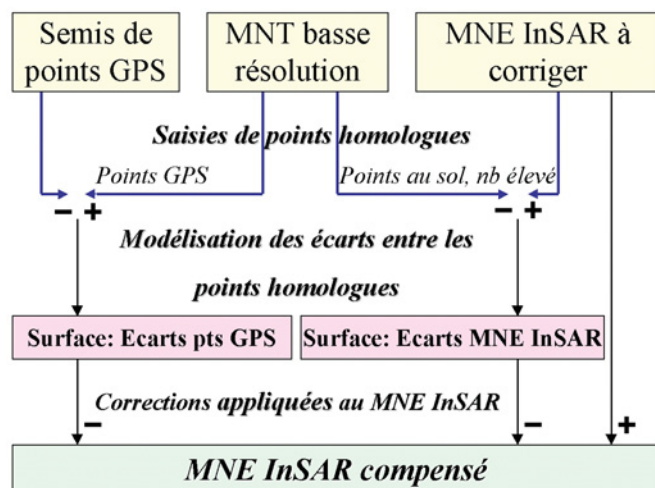 Semis de
points GPS
MNT basse
résolution
MNE InSAR à
corriger
Saisies de points homologues
Points GPS
Points au sol, nb élevé
- +
- +
Modélisation des écarts entre les
points homologues
Surface: Ecarts pts GPS
Surface: Ecarts MNE InSAR
Corrections appliquées au MNE InSAR
-
-
+
MNE InSAR compensé